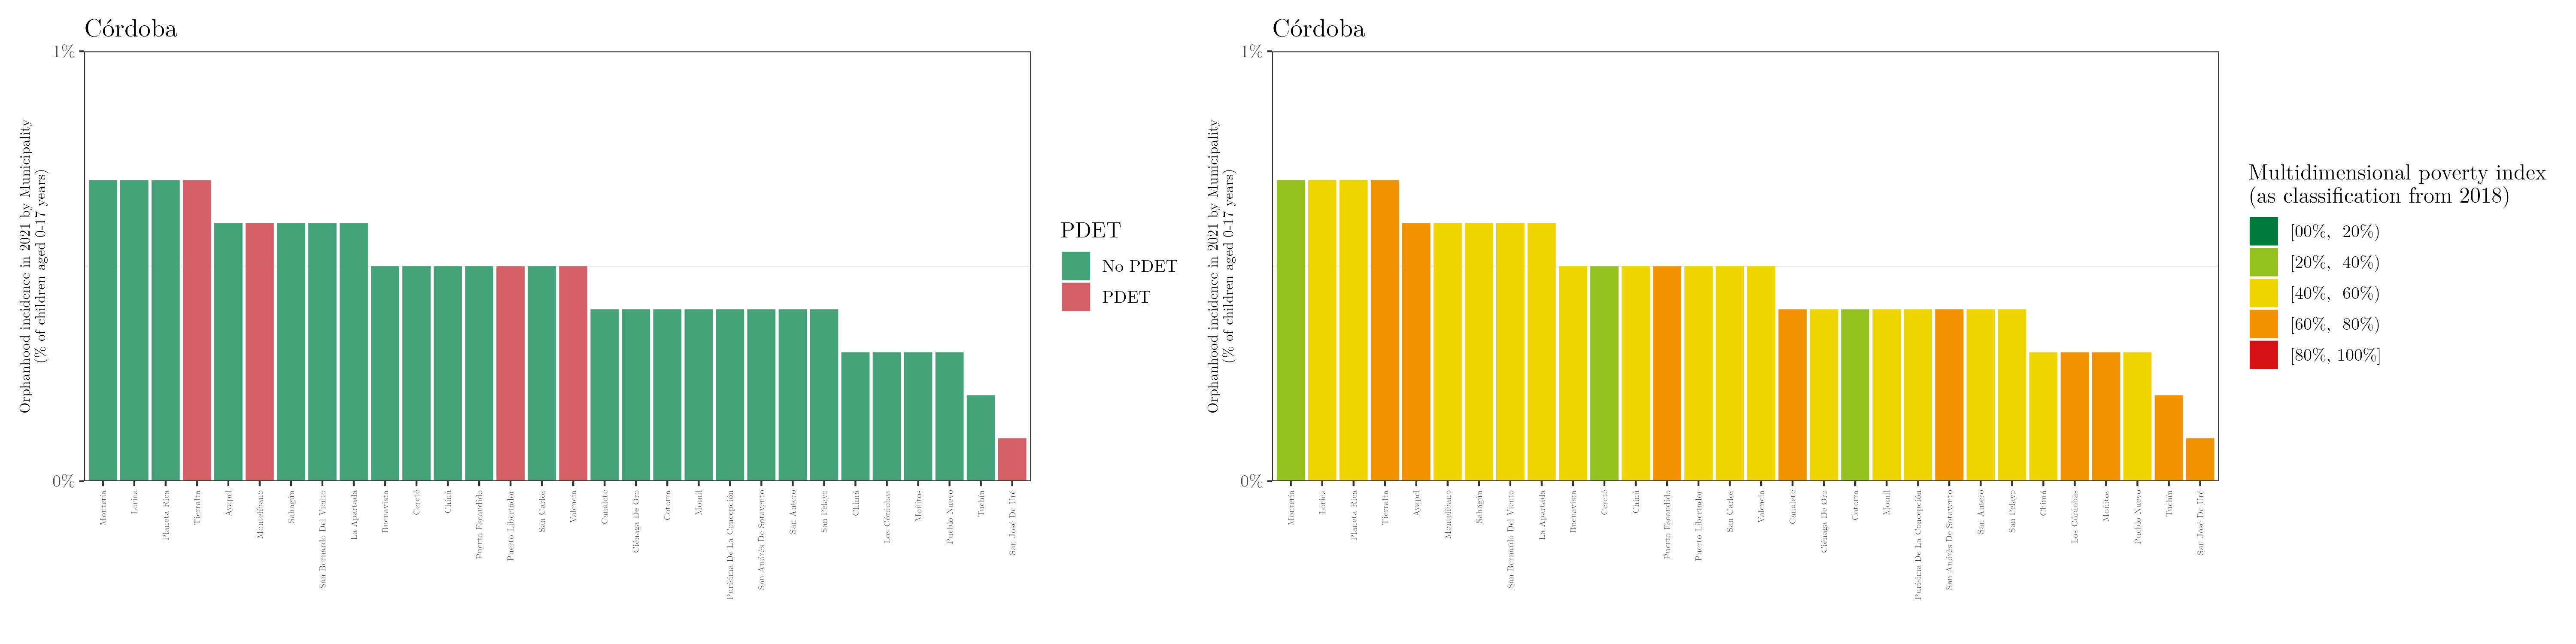 Córdoba
1%
0%
Orphanhood incidence in 2021 by Municipality
(% of children aged 0-17 years)
Montería
Lorica
Planeta Rica
Tierralta
Ayapel
Montelíbano
Sahagún
San Bernardo Del Viento
La Apartada
Buenavista
Cereté
Chinú
Puerto Escondido
Puerto Libertador
San Carlos
Valencia
Canalete
Ciénaga De Oro
Cotorra
Momil
Purísima De La Concepción
San Andrés De Sotavento
San Antero
San Pelayo
Chimá
Los Córdobas
Moñitos
Pueblo Nuevo
Tuchín
San José De Uré
PDET
No PDET
PDET
Córdoba
1%
0%
Orphanhood incidence in 2021 by Municipality
(% of children aged 0-17 years)
Montería
Lorica
Planeta Rica
Tierralta
Ayapel
Montelíbano
Sahagún
San Bernardo Del Viento
La Apartada
Buenavista
Cereté
Chinú
Puerto Escondido
Puerto Libertador
San Carlos
Valencia
Canalete
Ciénaga De Oro
Cotorra
Momil
Purísima De La Concepción
San Andrés De Sotavento
San Antero
San Pelayo
Chimá
Los Córdobas
Moñitos
Pueblo Nuevo
Tuchín
San José De Uré
Multidimensional poverty index
(as classification from 2018)
[00%, 20%)
[20%, 40%)
[40%, 60%)
[60%, 80%)
[80%, 100%]